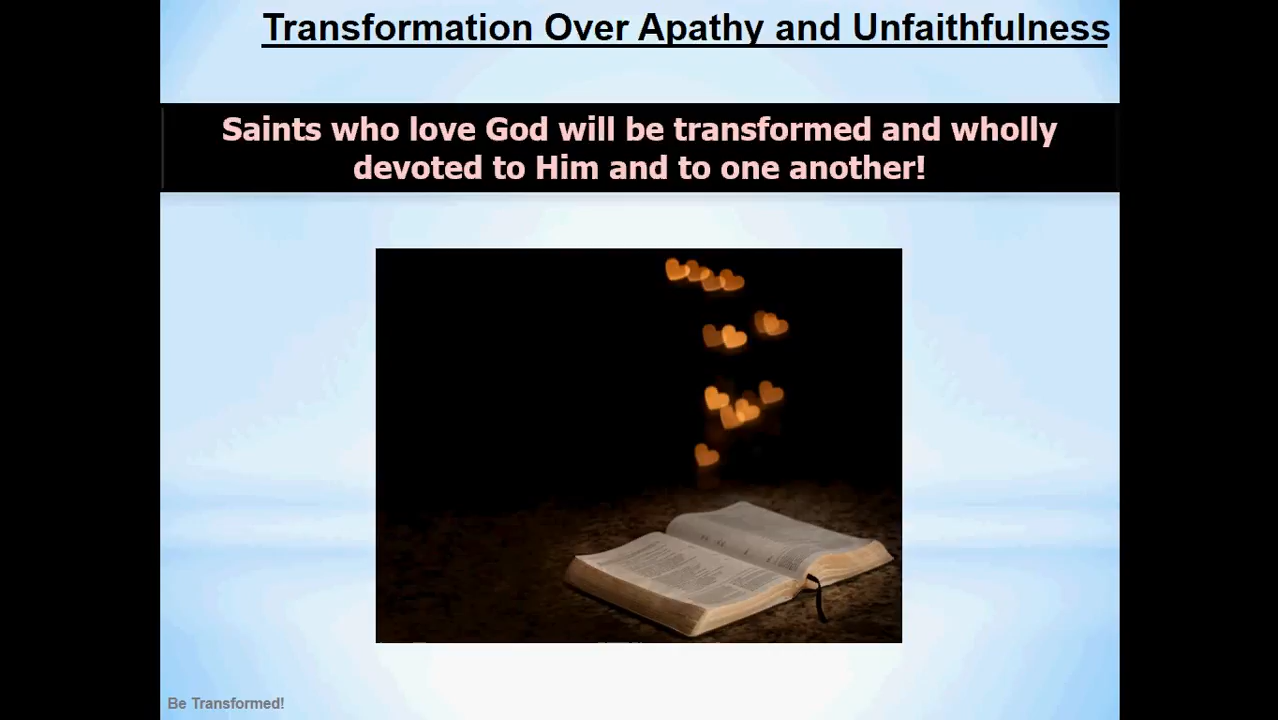 Transformation Over Apathy and Unfaithfulness
Saints who love God will be transformed and wholly
devoted to Him and to one another!
Be Transformed!